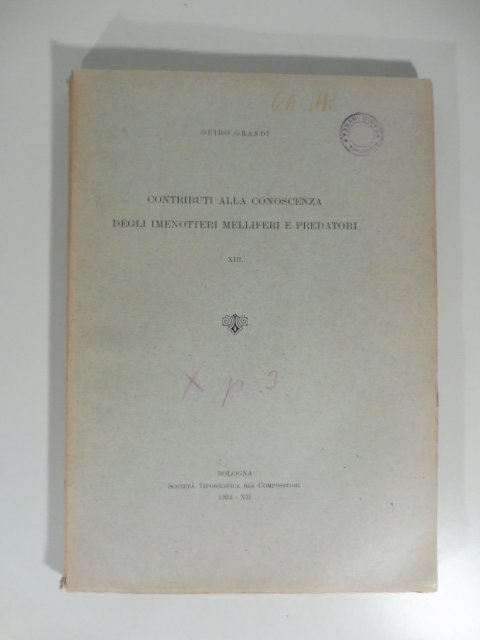 GUIDO GRANDI
CONTRIBUTI ALLA CONOSCENZA
DEGLI IMENOTTERI MELLIFERI E PREDATORI
XIII.
X p 3
BOLOGNA
SOCIETÀ TIPOGRAFICA GIÀ COMPOSITORI
1934 - XII